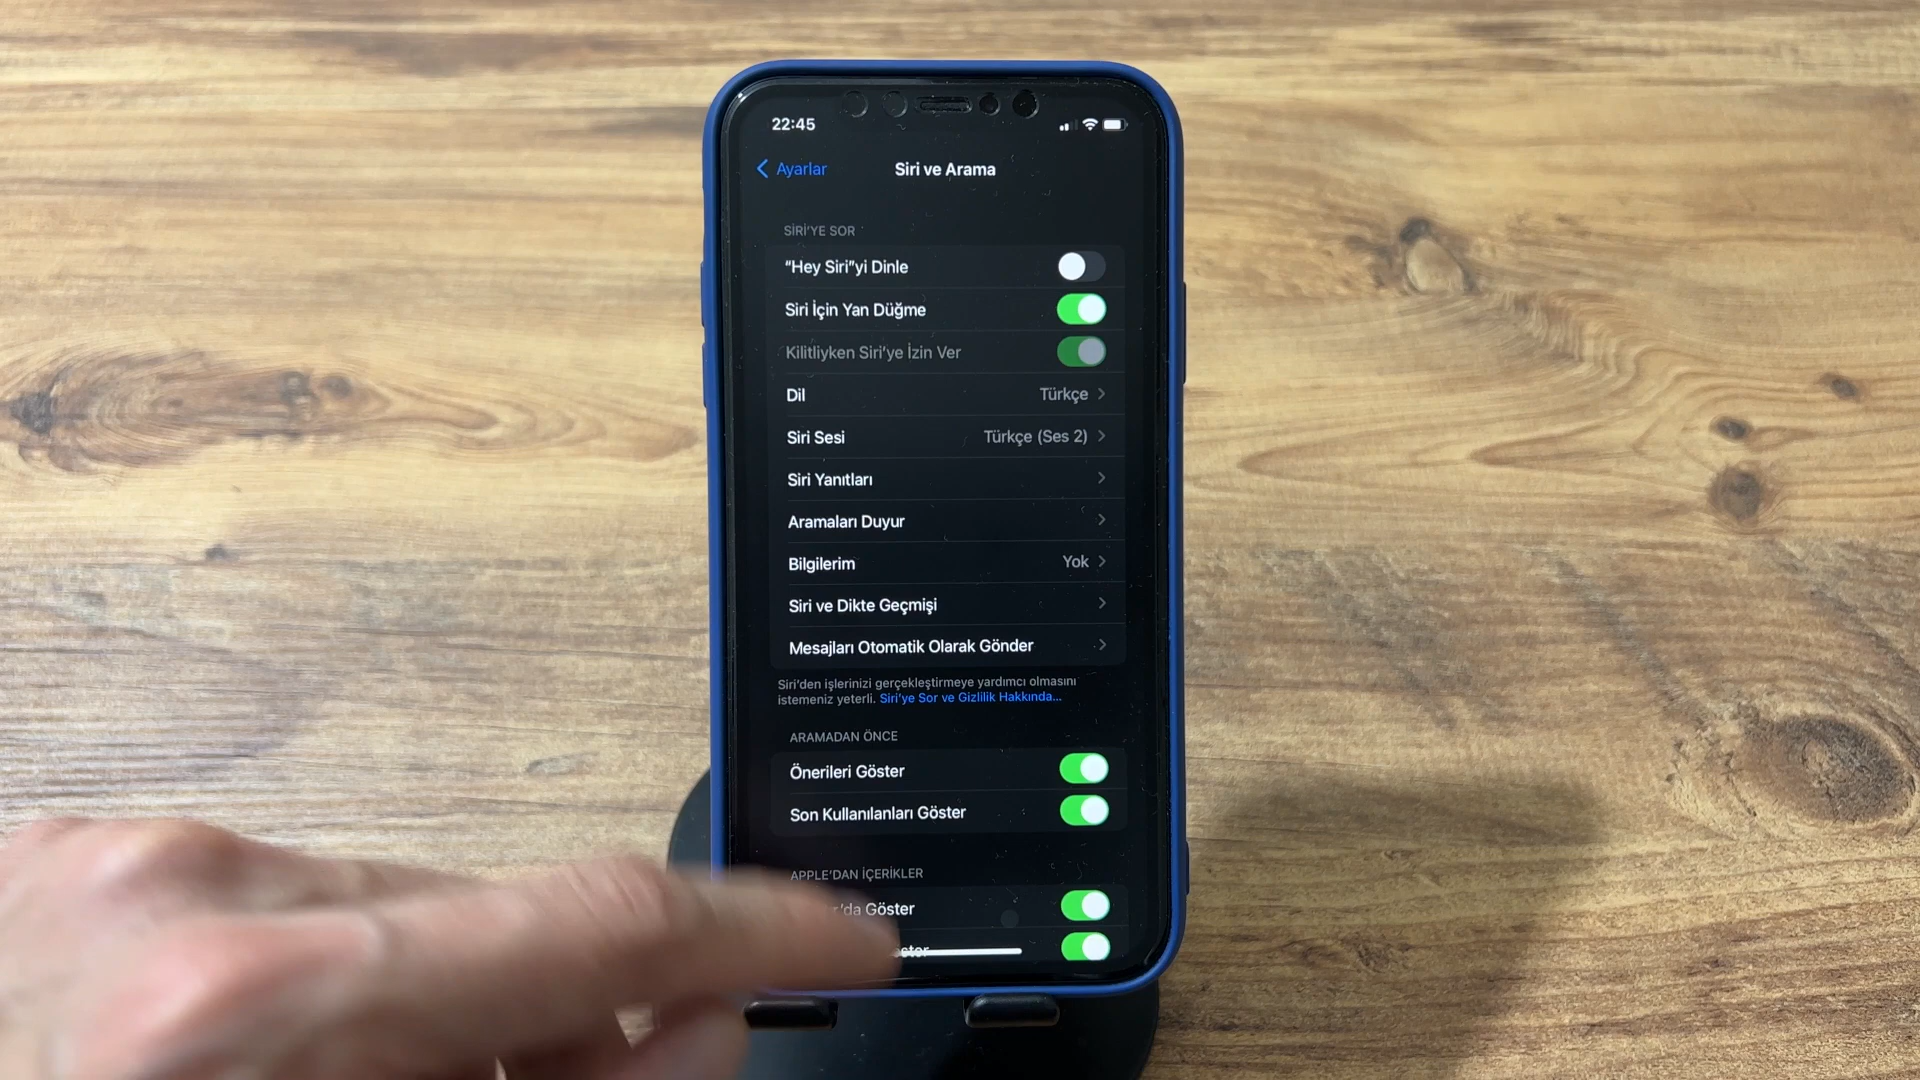 22:45
Ayarlar
Siri ve Arama
SİRİ'YE SOR
“Hey Siri”yi Dinle
Siri İçin Yan Düğme
Kilitliyken Siri'ye İzin Ver
Dil Türkçe
Siri Sesi Türkçe (Ses 2)
Siri Yanıtları
Aramaları Duyur
Bilgilerim Yok
Siri ve Dikte Geçmişi
Mesajları Otomatik Olarak Gönder
Siri'den işlerinizi gerçekleştirmeye yardımcı olmasını
istemeniz yeterli. Siri'ye Sor ve Gizlilik Hakkında...
ARAMADAN ÖNCE
Önerileri Göster
Son Kullanılanları Göster
APPLE'DAN İÇERİKLER
Göster